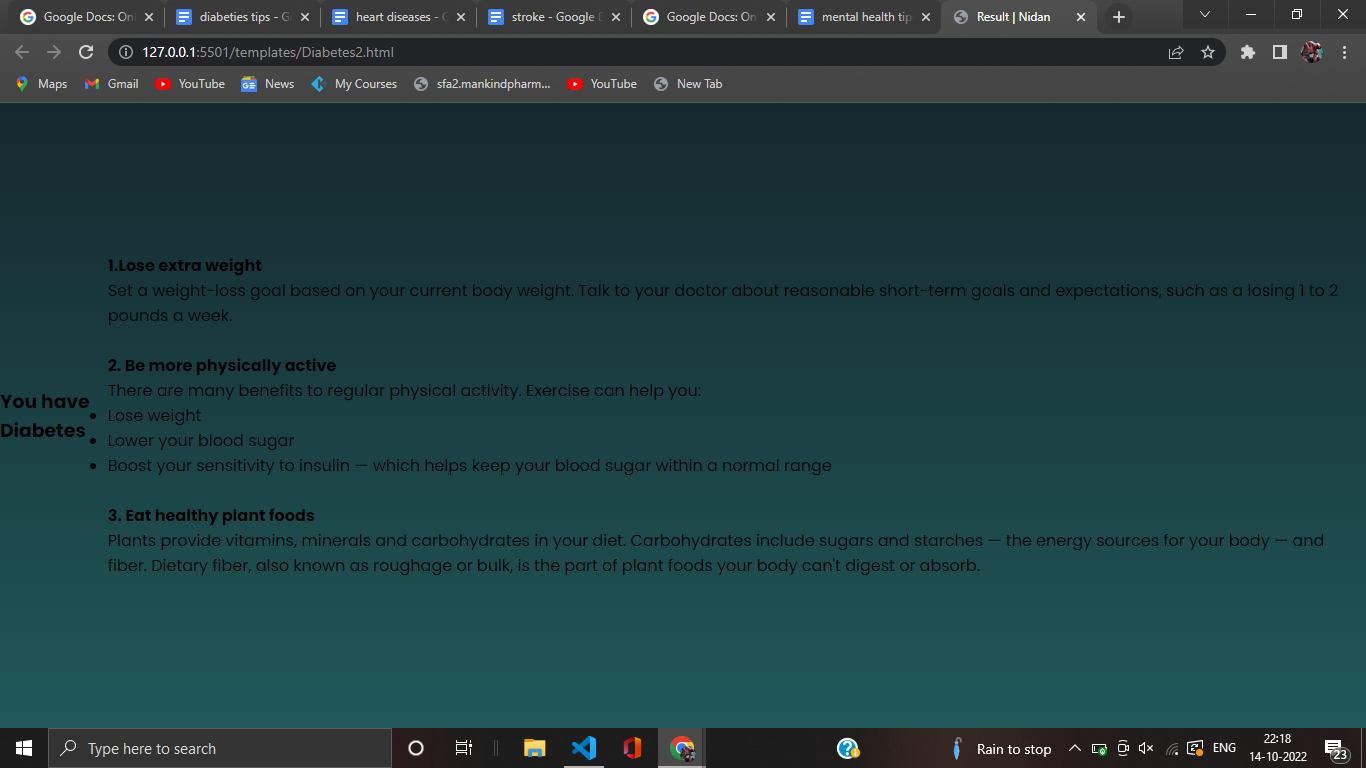 Google Docs: Onl
diabeties tips - G
heart diseases - G
stroke - Google D
Google Docs: Onl
mental health tip
Result | Nidan
127.0.0.1:5501/templates/Diabetes2.html
Maps
Gmail
YouTube
News
My Courses
sfa2.mankindpharm...
YouTube
New Tab
You have
Diabetes
1.Lose extra weight
Set a weight-loss goal based on your current body weight. Talk to your doctor about reasonable short-term goals and expectations, such as a losing 1 to 2
pounds a week.
2. Be more physically active
There are many benefits to regular physical activity. Exercise can help you:
• Lose weight
• Lower your blood sugar
• Boost your sensitivity to insulin — which helps keep your blood sugar within a normal range
3. Eat healthy plant foods
Plants provide vitamins, minerals and carbohydrates in your diet. Carbohydrates include sugars and starches — the energy sources for your body — and
fiber. Dietary fiber, also known as roughage or bulk, is the part of plant foods your body can't digest or absorb.
Type here to search
Rain to stop
ENG
22:18
14-10-2022
23